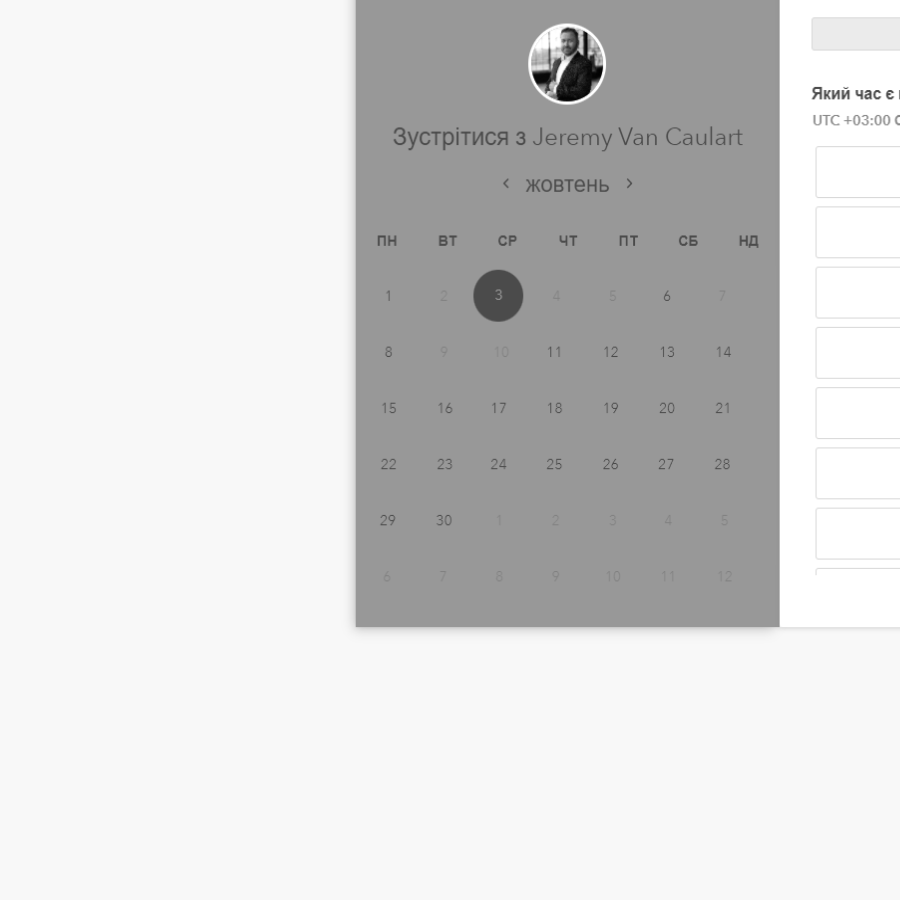 Зустрітися з Jeremy Van Caulart
жовтень
ПН ВТ СР ЧТ ПТ СБ НД
1 2 3 4 5 6 7
8 9 10 11 12 13 14
15 16 17 18 19 20 21
22 23 24 25 26 27 28
29 30 1 2 3 4 5
6 7 8 9 10 11 12
Який час є
UTC +03:00